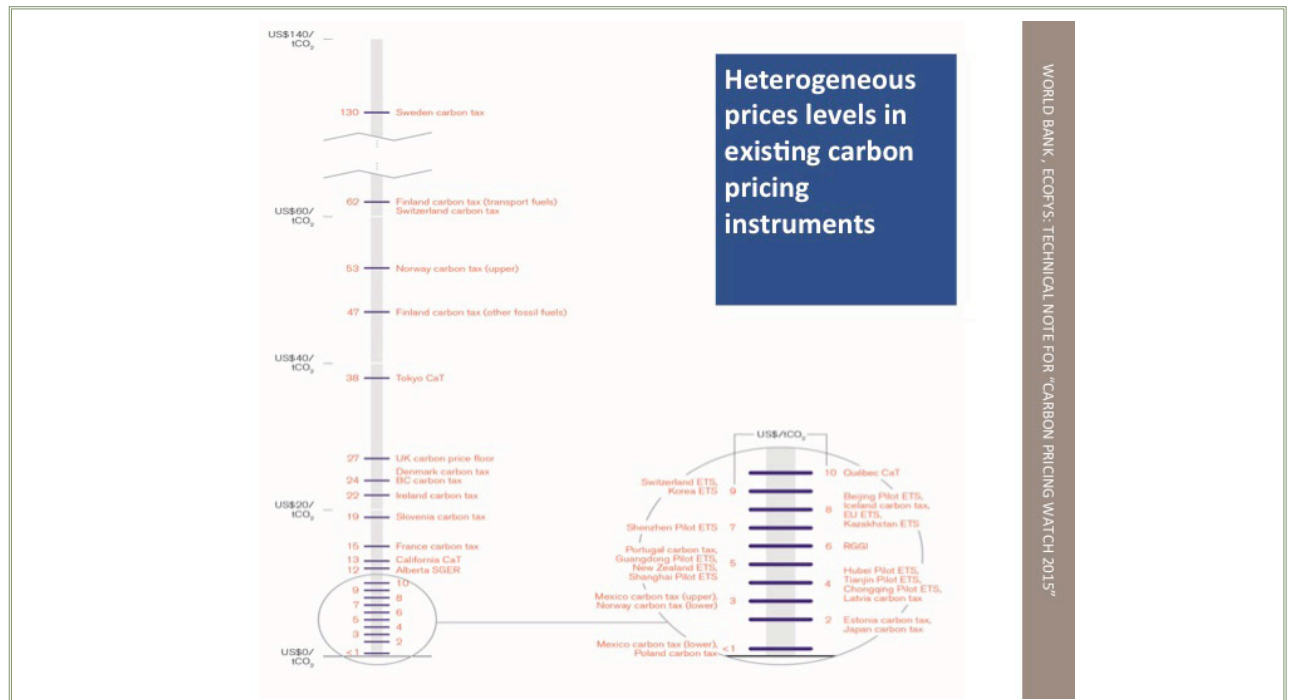 US$140/
tCO₂
130 Sweden carbon tax
62 Finland carbon tax (transport fuels)
Switzerland carbon tax
US$60/
tCO₂
53 Norway carbon tax (upper)
47 Finland carbon tax (other fossil fuels)
US$40/
tCO₂
38 Tokyo CaT
27 UK carbon price floor
Denmark carbon tax
24 BC carbon tax
22 Ireland carbon tax
US$20/
tCO₂
19 Slovenia carbon tax
15 France carbon tax
13 California CaT
12 Alberta SGER
10
9
8
7
6
5
4
3
2
<1
US$0/
tCO₂
Heterogeneous
prices levels in
existing carbon
pricing
instruments
US$/tCO₂
10 Québec CaT
Switzerland ETS,
Korea ETS 9
Beijing Pilot ETS,
8 Iceland carbon tax,
EU ETS,
Kazakhstan ETS
Shenzhen Pilot ETS 7
6 RGGI
Portugal carbon tax,
Guangdong Pilot ETS,
New Zealand ETS, 5
Shanghai Pilot ETS
Hubei Pilot ETS,
4 Tianjin Pilot ETS,
Chongqing Pilot ETS,
Latvia carbon tax
Mexico carbon tax (upper),
Norway carbon tax (lower) 3
2 Estonia carbon tax,
Japan carbon tax
Mexico carbon tax (lower),
Poland carbon tax <1
WORLD BANK , ECOFYS: TECHNICAL NOTE FOR “CARBON PRICING WATCH 2015”